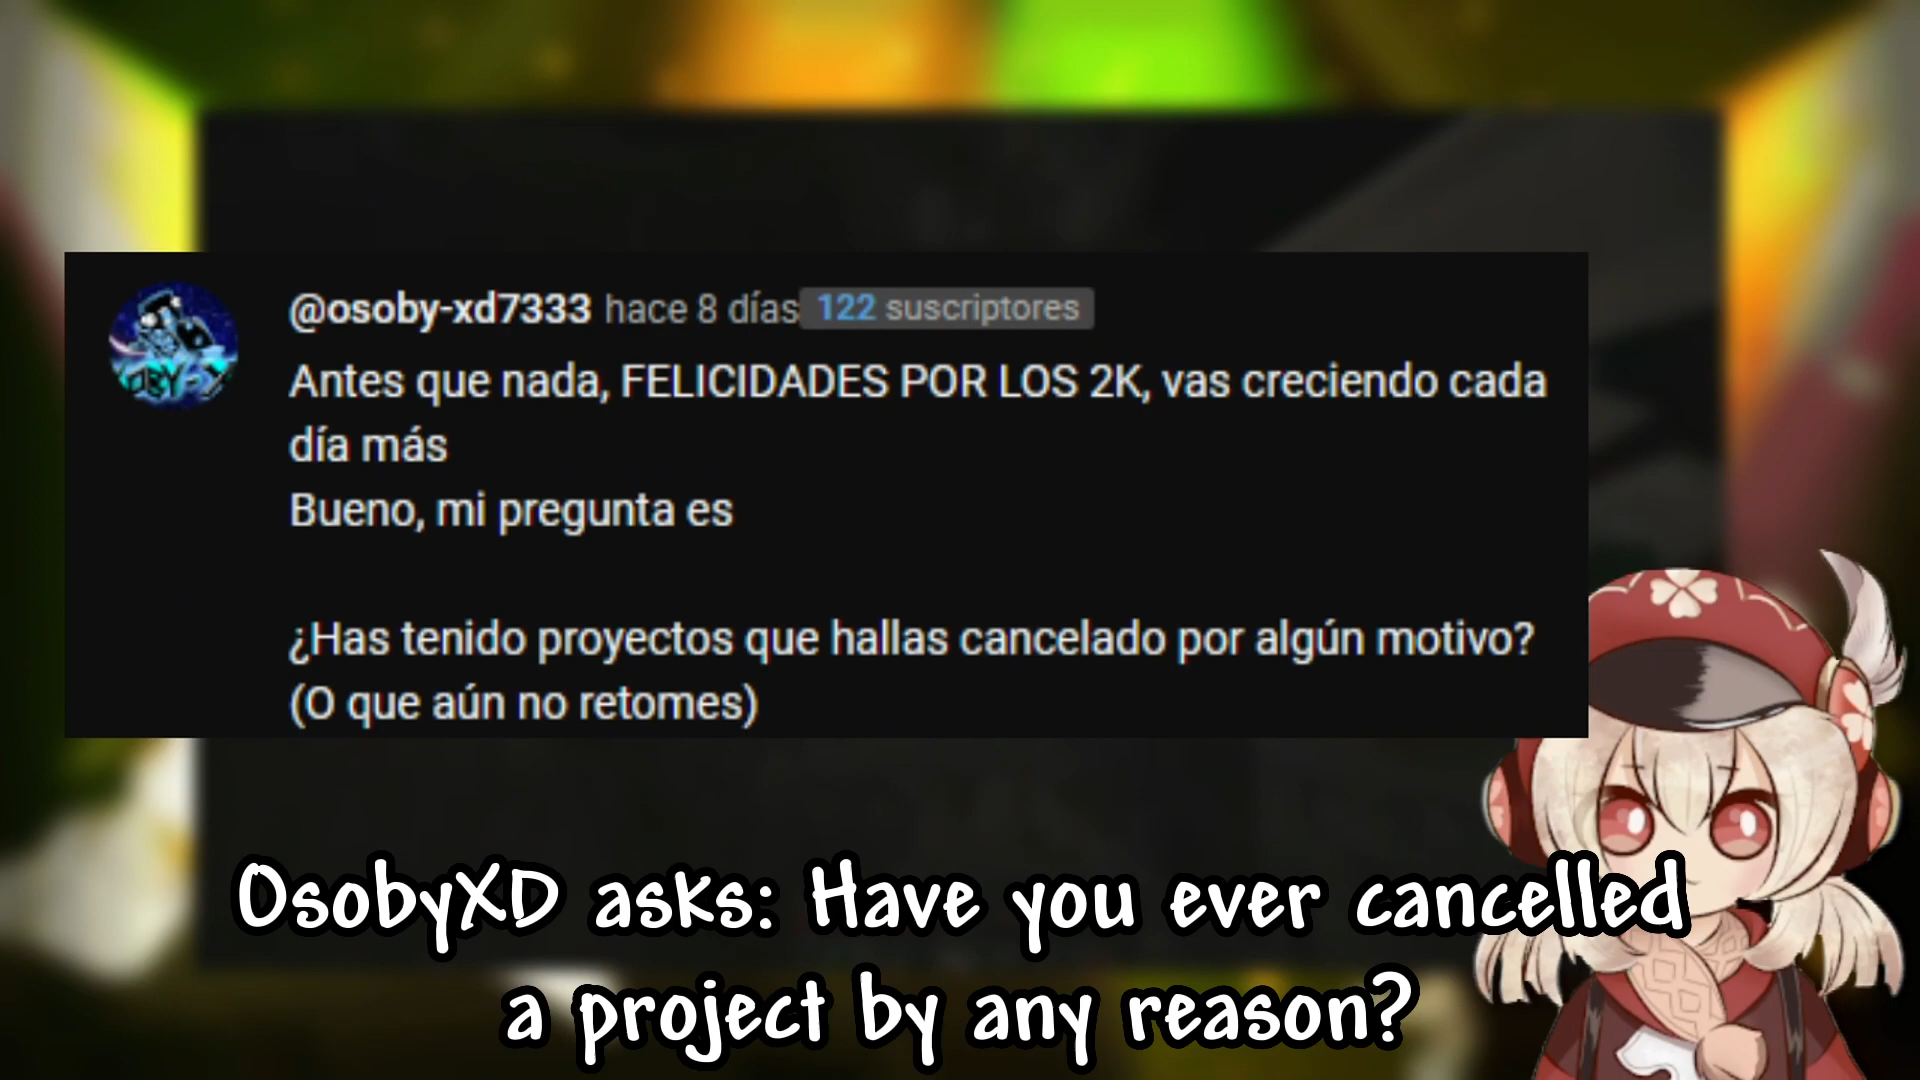 @osoby-xd7333 hace 8 días 122 suscriptores
Antes que nada, FELICIDADES POR LOS 2K, vas creciendo cada
día más
Bueno, mi pregunta es
¿Has tenido proyectos que hallas cancelado por algún motivo?
(O que aún no retomes)
OsobyXD asks: Have you ever cancelled
a project by any reason?